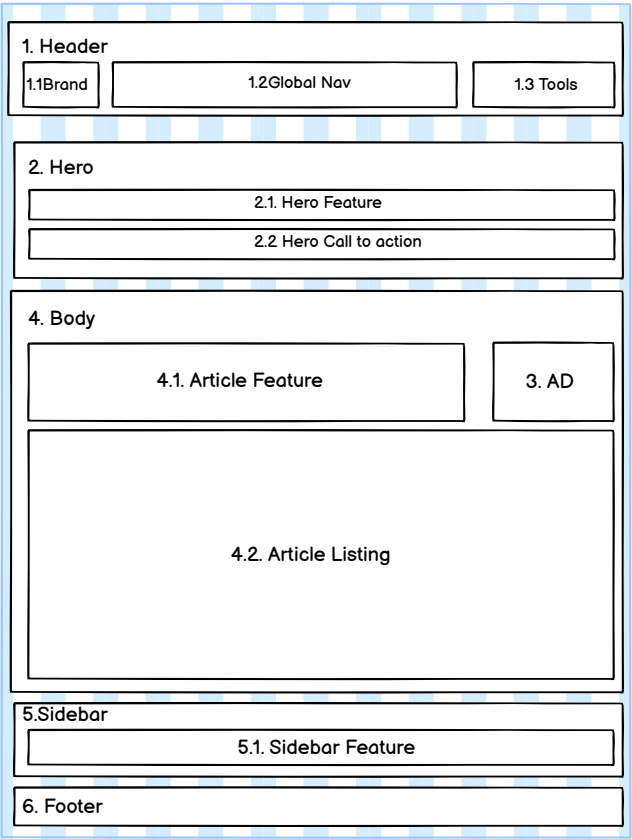 1. Header
1.1Brand
1.2Global Nav
1.3 Tools
2. Hero
2.1. Hero Feature
2.2 Hero Call to action
4. Body
4.1. Article Feature
3. AD
4.2. Article Listing
5.Sidebar
5.1. Sidebar Feature
6. Footer